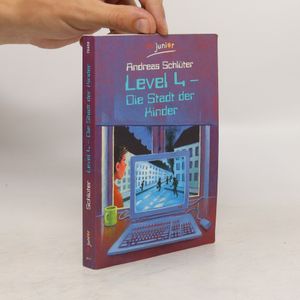 junior
Andreas Schlüter
Level 4 –
Die Stadt der
Kinder
Schlüter Level 4 – Die Stadt der Kinder
junior